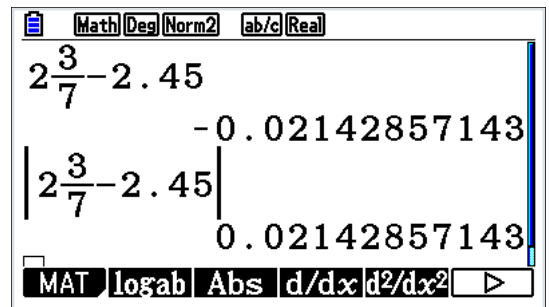 Math Deg Norm2 ab/c Real
2 3/7 - 2.45
-0.02142857143
|2 3/7 - 2.45|
0.02142857143
MAT logab Abs d/dx d²/dx² ▷